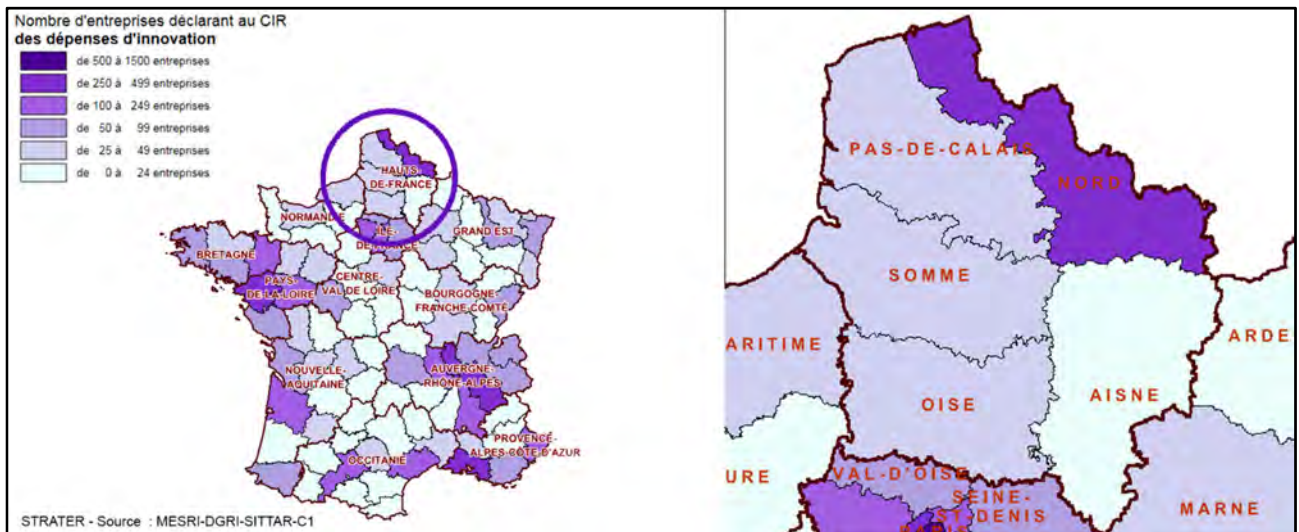 Nombre d'entreprises déclarant au CIR
des dépenses d'innovation
de 500 à 1500 entreprises
de 250 à 499 entreprises
de 100 à 249 entreprises
de 50 à 99 entreprises
de 25 à 49 entreprises
de 0 à 24 entreprises
HAUTS-
DE-FRANCE
NORMANDIE
ILE-
DE-FRANCE
GRAND EST
BRETAGNE
PAYS-
DE-LA-LOIRE
CENTRE-
VAL DE LOIRE
BOURGOGNE-
FRANCHE-COMTÉ
NOUVELLE-
AQUITAINE
AUVERGNE-
RHÔNE-ALPES
OCCITANIE
PROVENCE-
ALPES-CÔTE-D'AZUR
STRATER - Source : MESRI-DGRI-SITTAR-C1
PAS-DE-CALAIS
NORD
SOMME
ARITIME
ARDE
OISE
AISNE
URE
VAL-D'OISE
SEINE-
ST-DENIS
MARNE